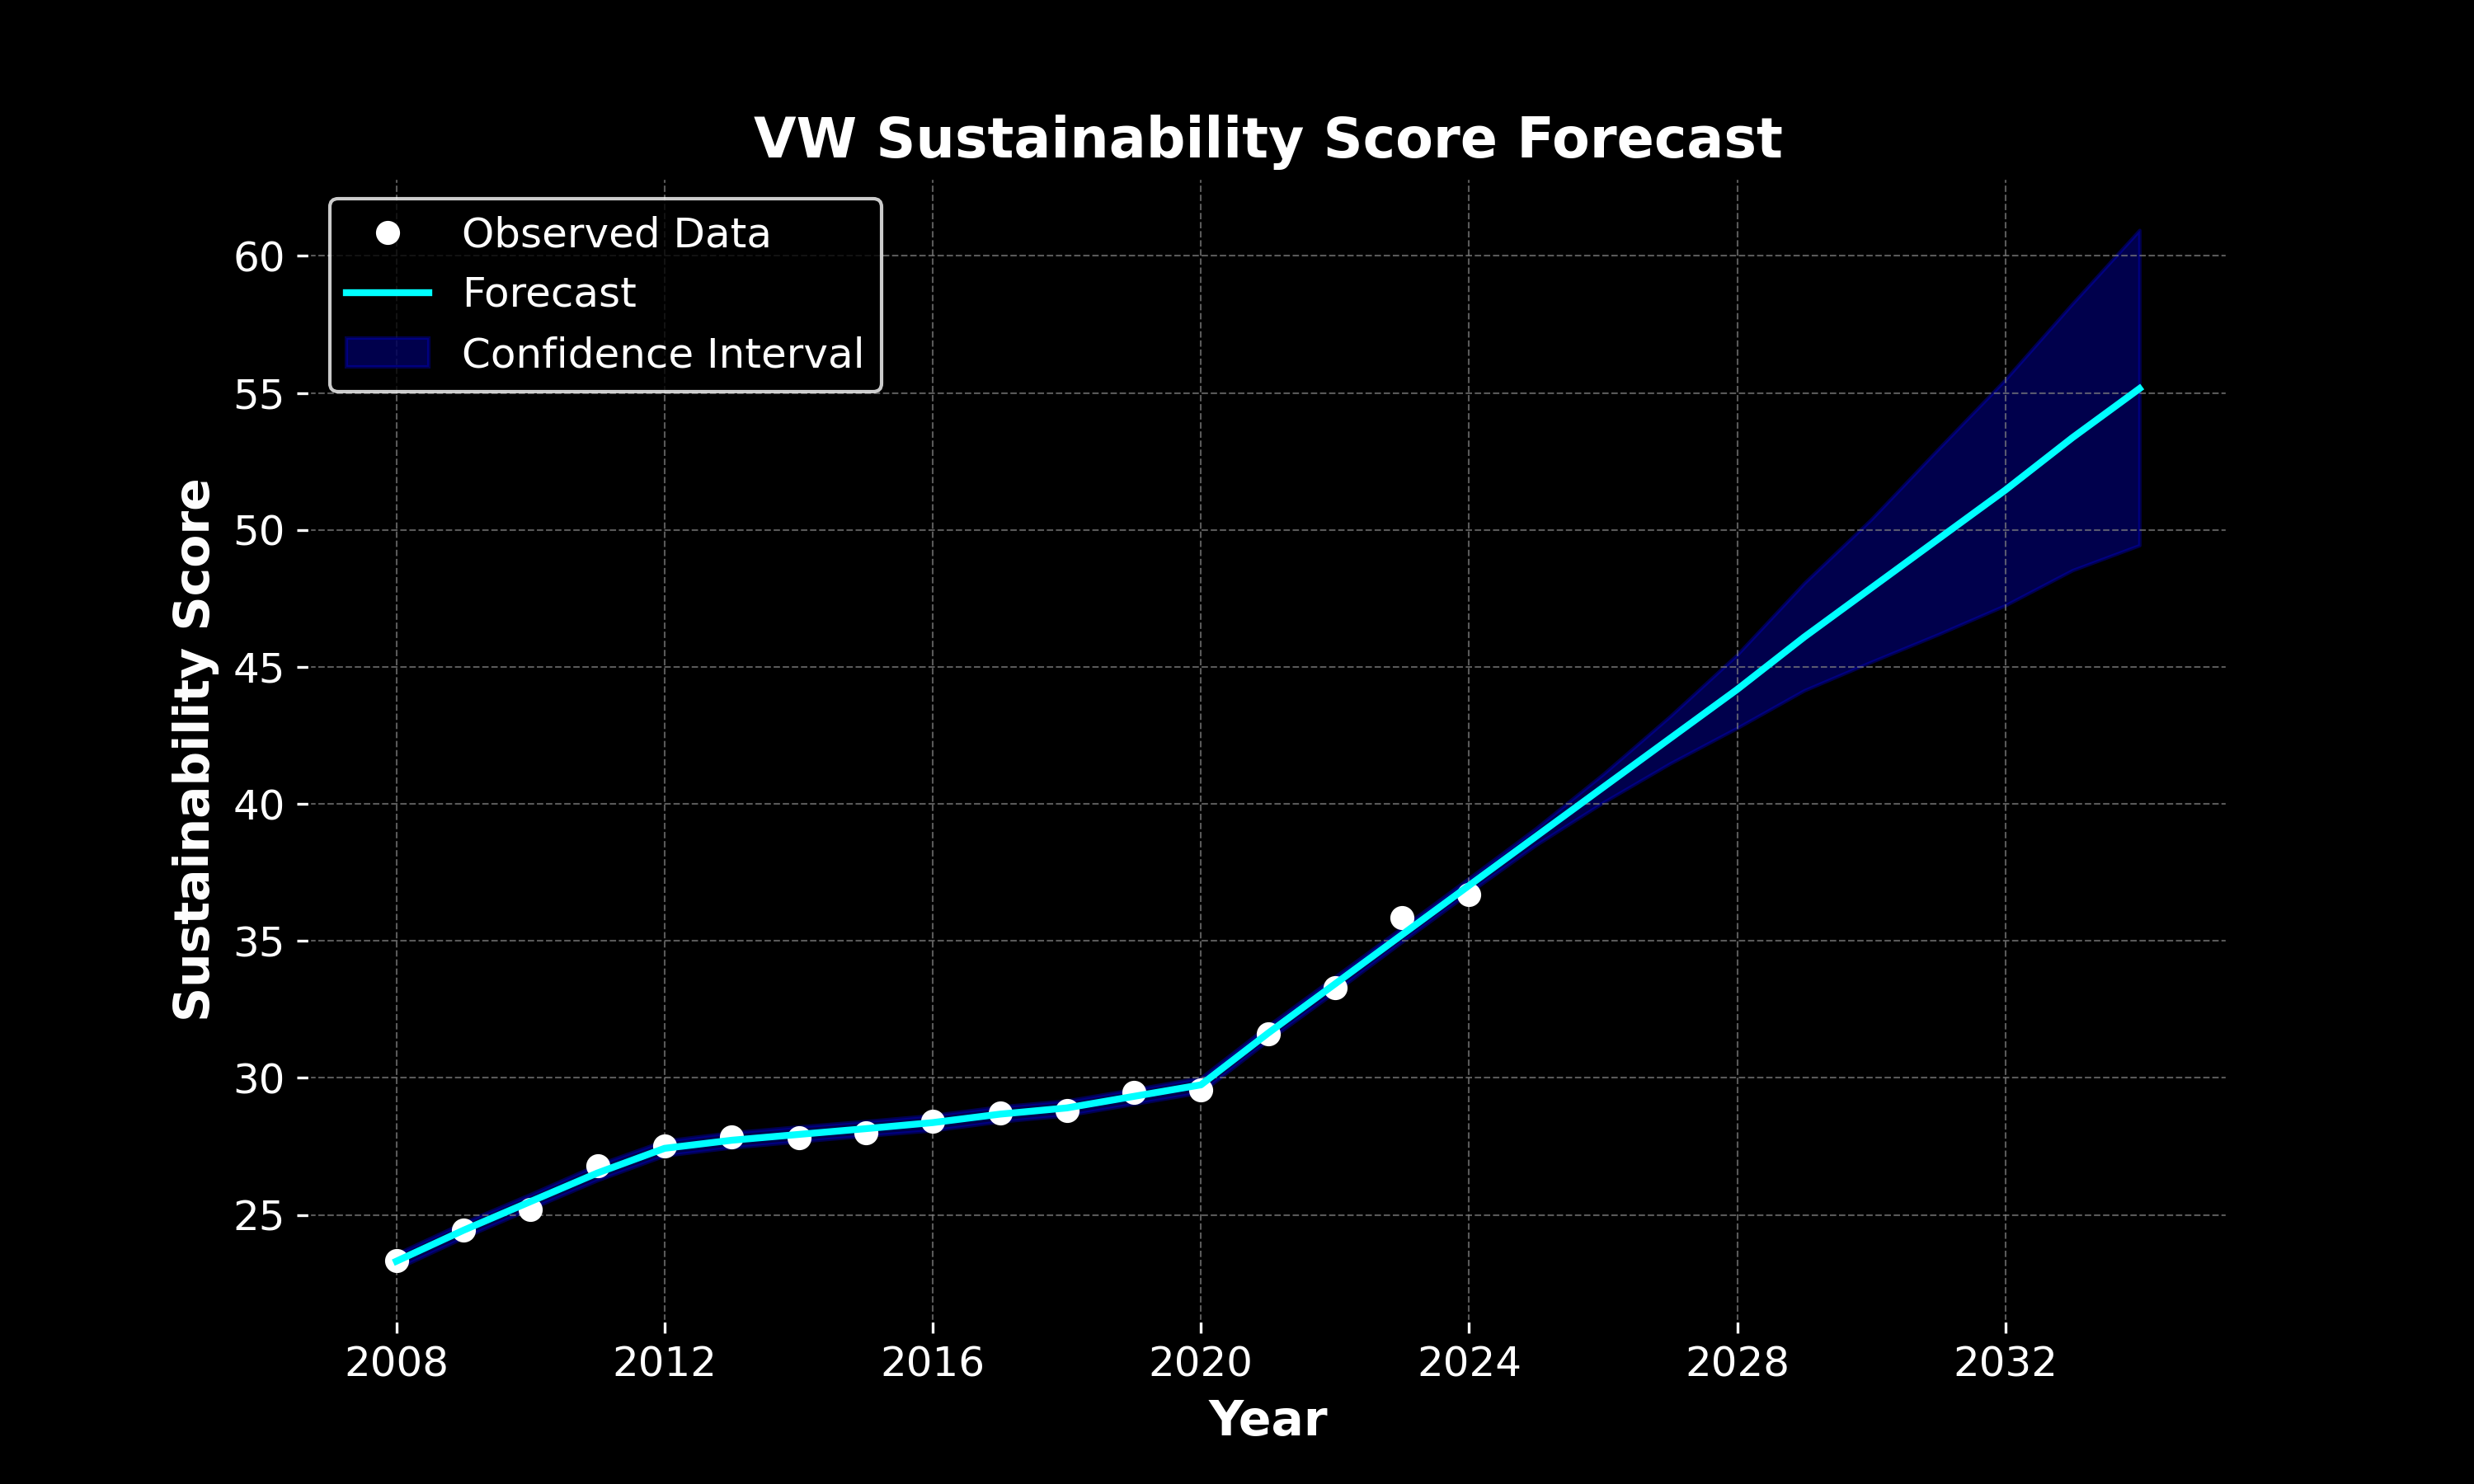 VW Sustainability Score Forecast
Observed Data
Forecast
Confidence Interval
Sustainability Score
60
55
50
45
40
35
30
25
2008 2012 2016 2020 2024 2028 2032
Year